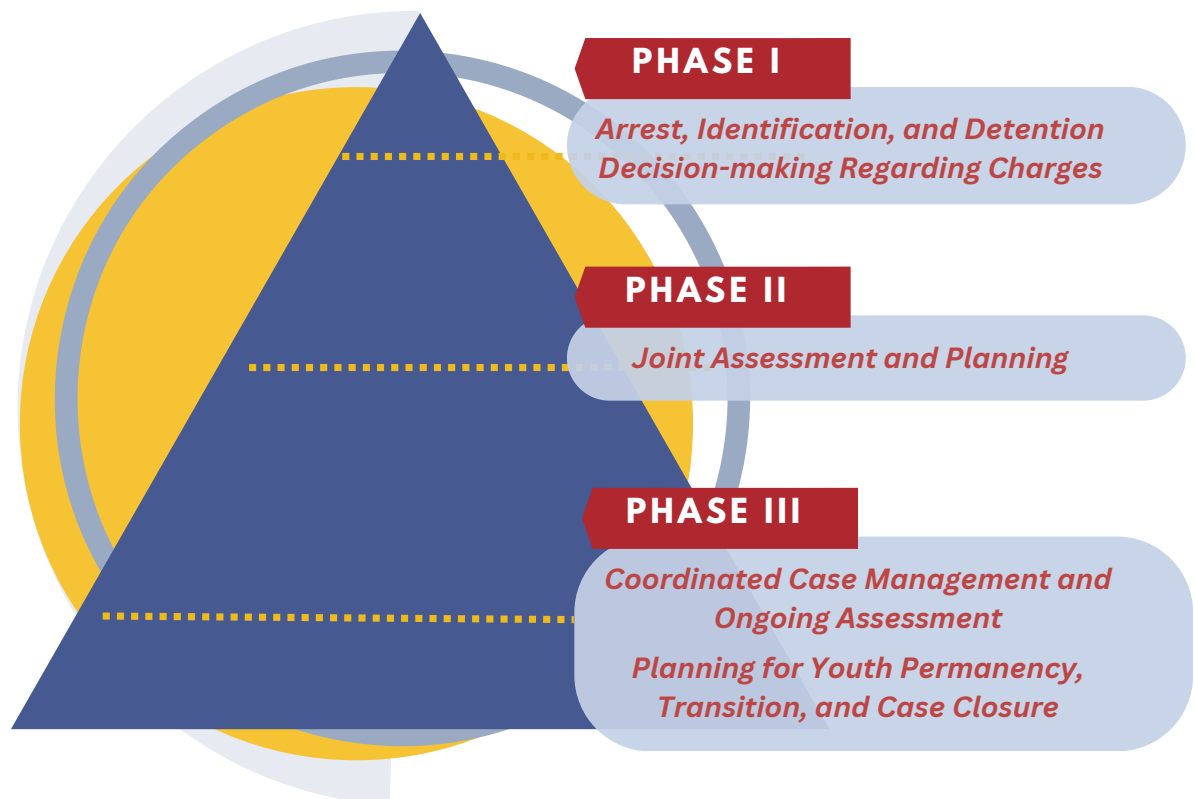 PHASE I
Arrest, Identification, and Detention
Decision-making Regarding Charges
PHASE II
Joint Assessment and Planning
PHASE III
Coordinated Case Management and
Ongoing Assessment
Planning for Youth Permanency,
Transition, and Case Closure